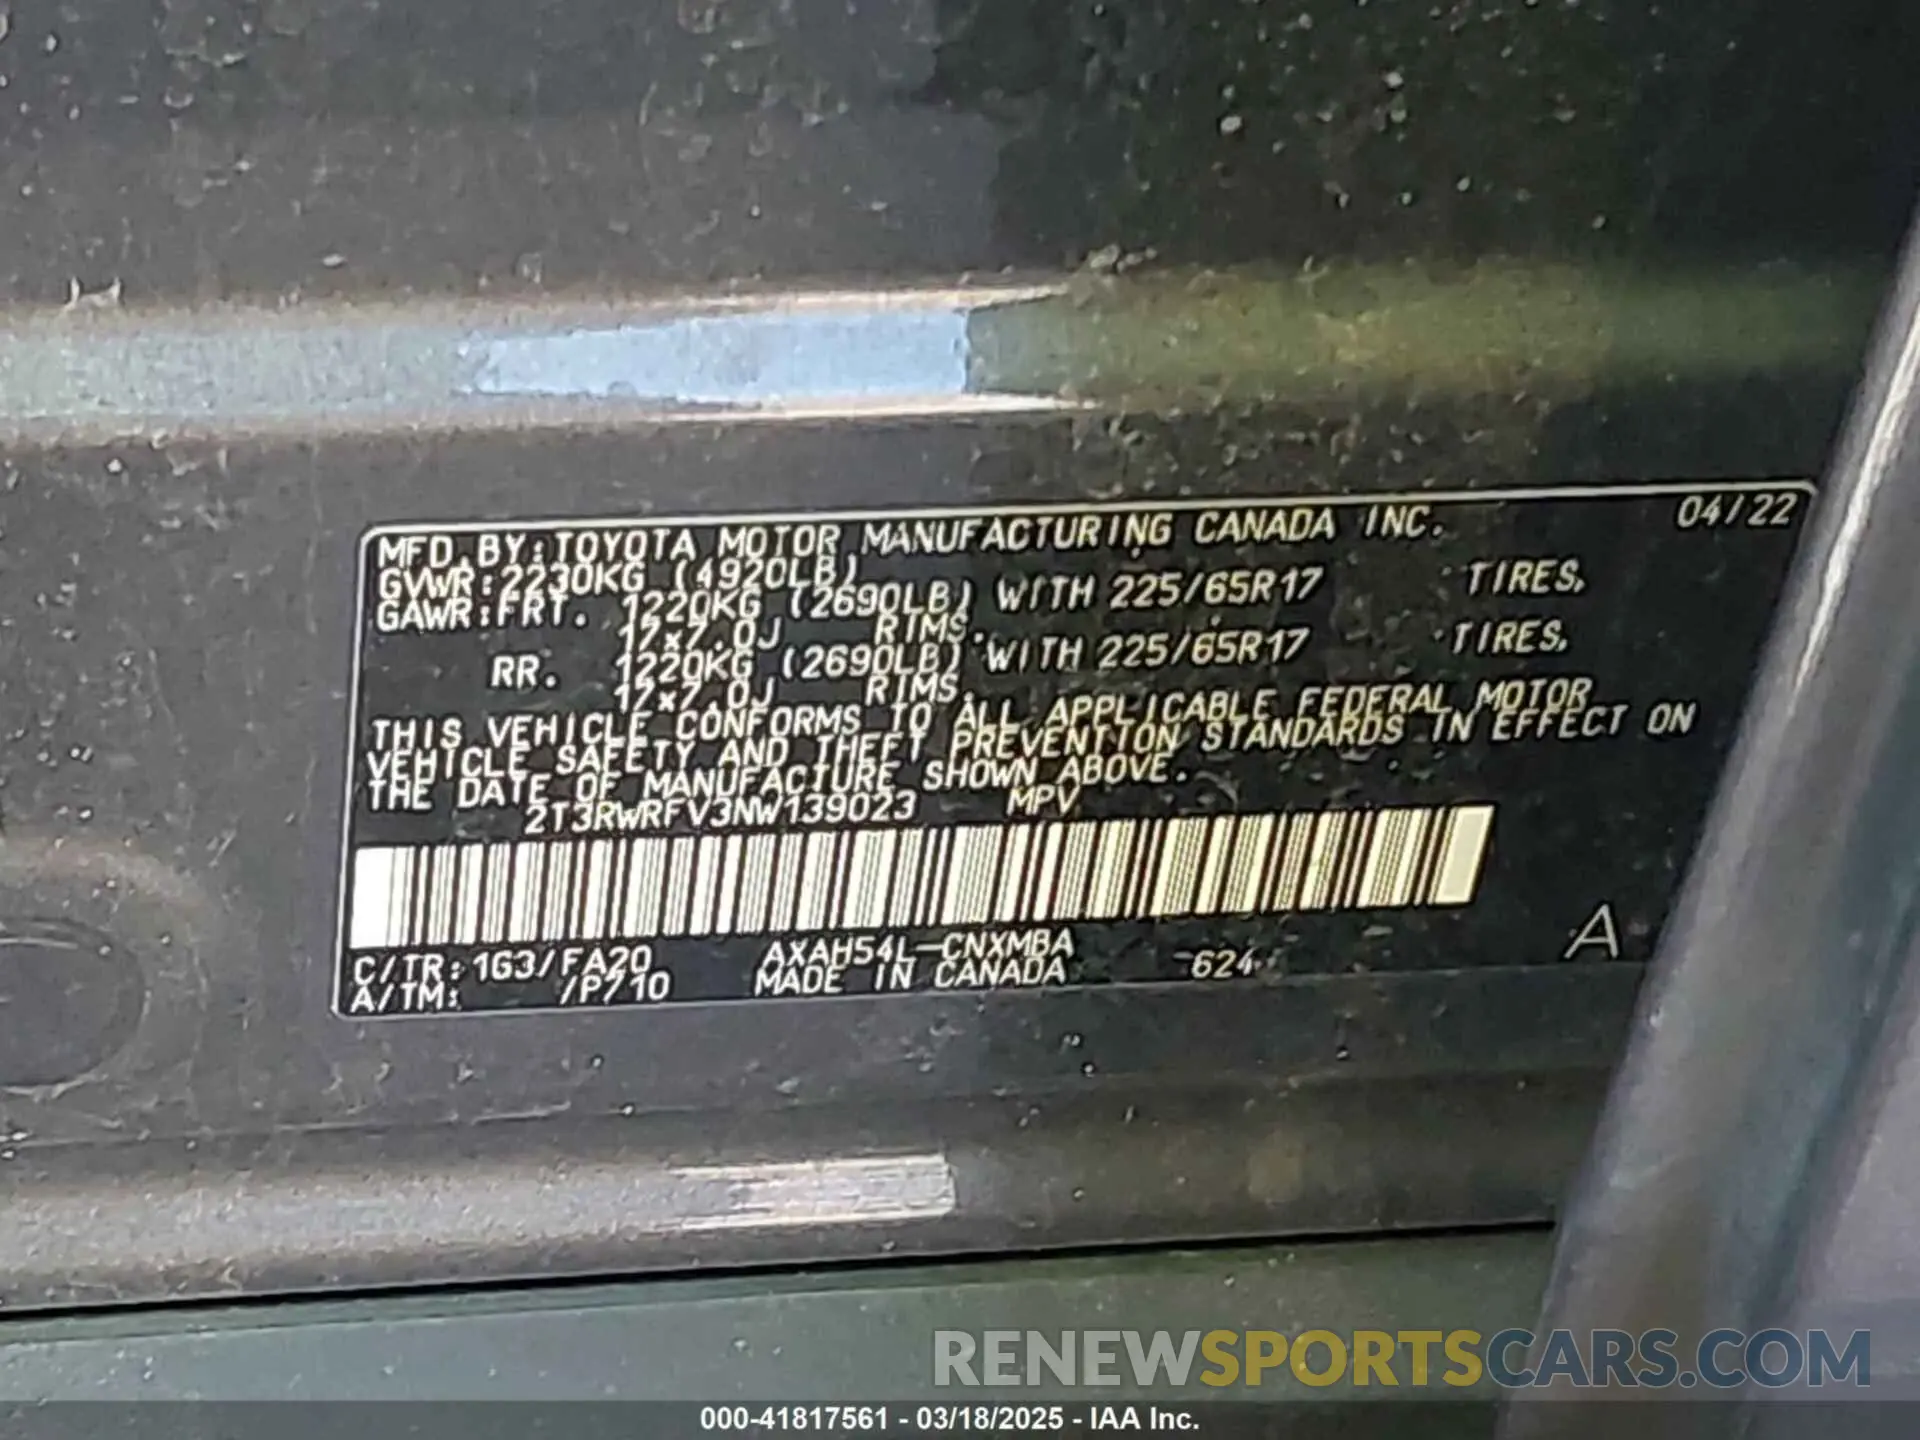 04/22
MFD.BY:TOYOTA MOTOR MANUFACTURING CANADA INC.
GVWR:2230KG (4920LB)
GAWR:FRT. 1220KG (2690LB) WITH 225/65R17 TIRES,
17x7.0J RIMS.
RR. 1220KG (2690LB) WITH 225/65R17 TIRES,
17x7.0J RIMS.
THIS VEHICLE CONFORMS TO ALL APPLICABLE FEDERAL MOTOR
VEHICLE SAFETY AND THEFT PREVENTION STANDARDS IN EFFECT ON
THE DATE OF MANUFACTURE SHOWN ABOVE.
2T3RWRFV3NW139023 MPV
C/TR: 1G3/FA20 AXAH54L-CNXMBA 624
A/TM: /P710 MADE IN CANADA
A
RENEWSPORTSCARS.COM
000-41817561 - 03/18/2025 - IAA Inc.